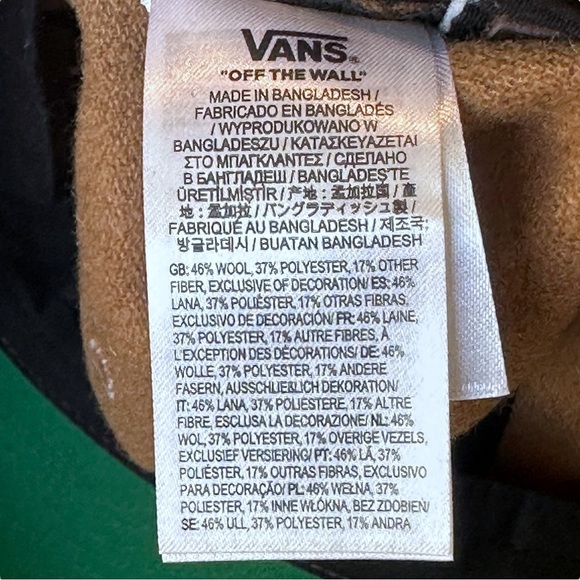 VANS®
"OFF THE WALL"
MADE IN BANGLADESH /
FABRICADO EN BANGLADÉS
/ WYPRODUKOWANO W
BANGLADESZU / ΚΑΤΑΣΚΕΥΑΖΕΤΑΙ
ΣΤΟ ΜΠΑΓΚΛΑΝΤΕΣ / СДЕЛАНО
В БАНГЛАДЕШ / BANGLADEŞ'TE
ÜRETİLMİŞTİR / 产地：孟加拉国 / 產
地：孟加拉 / バングラディッシュ製 /
FABRIQUÉ AU BANGLADESH / 제조국:
방글라데시 / BUATAN BANGLADESH
GB: 46% WOOL, 37% POLYESTER, 17% OTHER
FIBER, EXCLUSIVE OF DECORATION/ ES: 46%
LANA, 37% POLIÉSTER, 17% OTRAS FIBRAS,
EXCLUSIVO DE DECORACIÓN/ FR: 46% LAINE,
37% POLYESTER, 17% AUTRE FIBRES, À
L'EXCEPTION DES DÉCORATIONS/ DE: 46%
WOLLE, 37% POLYESTER, 17% ANDERE
FASERN, AUSSCHLIEßLICH DEKORATION/
IT: 46% LANA, 37% POLIESTERE, 17% ALTRE
FIBRE, ESCLUSA LA DECORAZIONE/ NL: 46%
WOL, 37% POLYESTER, 17% OVERIGE VEZELS,
EXCLUSIEF VERSIERING/ PT: 46% LÃ, 37%
POLIÉSTER, 17% OUTRAS FIBRAS, EXCLUSIVO
PARA DECORAÇÃO/ PL: 46% WEŁNA, 37%
POLIESTER, 17% INNE WŁÓKNA, BEZ ZDOBIEŃ/
SE: 46% ULL, 37% POLYESTER, 17% ANDRA